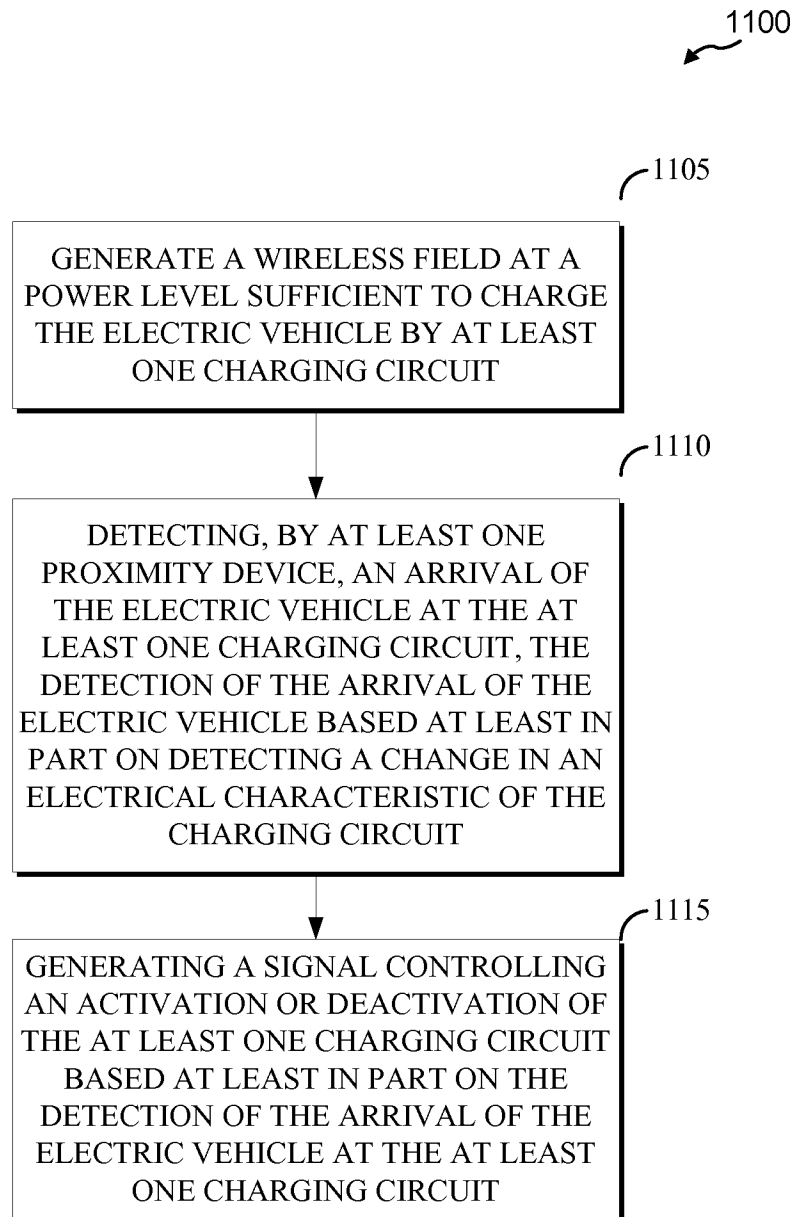 1100
1105
GENERATE A WIRELESS FIELD AT A
POWER LEVEL SUFFICIENT TO CHARGE
THE ELECTRIC VEHICLE BY AT LEAST
ONE CHARGING CIRCUIT
1110
DETECTING, BY AT LEAST ONE
PROXIMITY DEVICE, AN ARRIVAL OF
THE ELECTRIC VEHICLE AT THE AT
LEAST ONE CHARGING CIRCUIT, THE
DETECTION OF THE ARRIVAL OF THE
ELECTRIC VEHICLE BASED AT LEAST IN
PART ON DETECTING A CHANGE IN AN
ELECTRICAL CHARACTERISTIC OF THE
CHARGING CIRCUIT
1115
GENERATING A SIGNAL CONTROLLING
AN ACTIVATION OR DEACTIVATION OF
THE AT LEAST ONE CHARGING CIRCUIT
BASED AT LEAST IN PART ON THE
DETECTION OF THE ARRIVAL OF THE
ELECTRIC VEHICLE AT THE AT LEAST
ONE CHARGING CIRCUIT